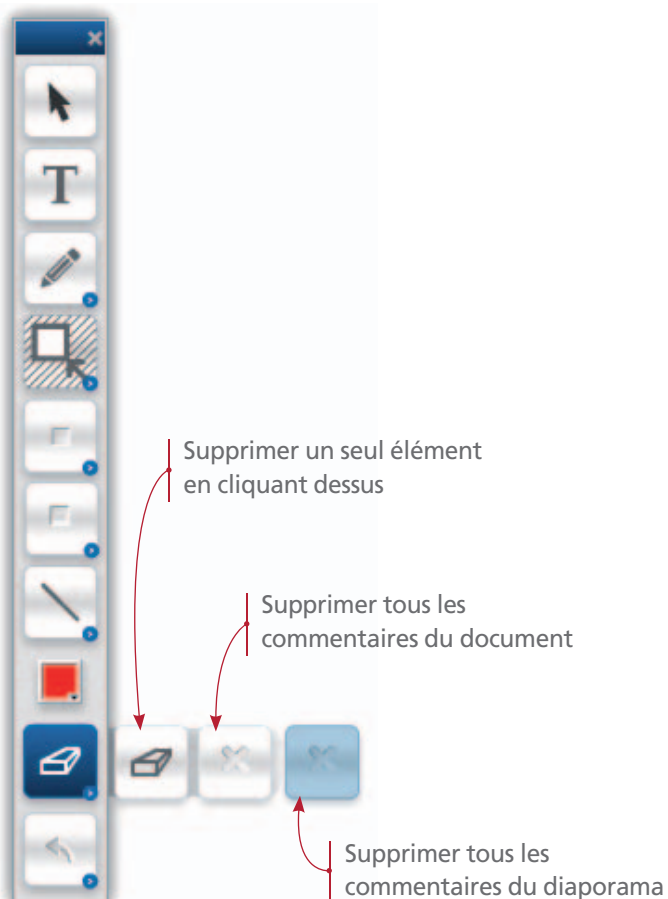 T
Supprimer un seul élément
en cliquant dessus
Supprimer tous les
commentaires du document
Supprimer tous les
commentaires du diaporama